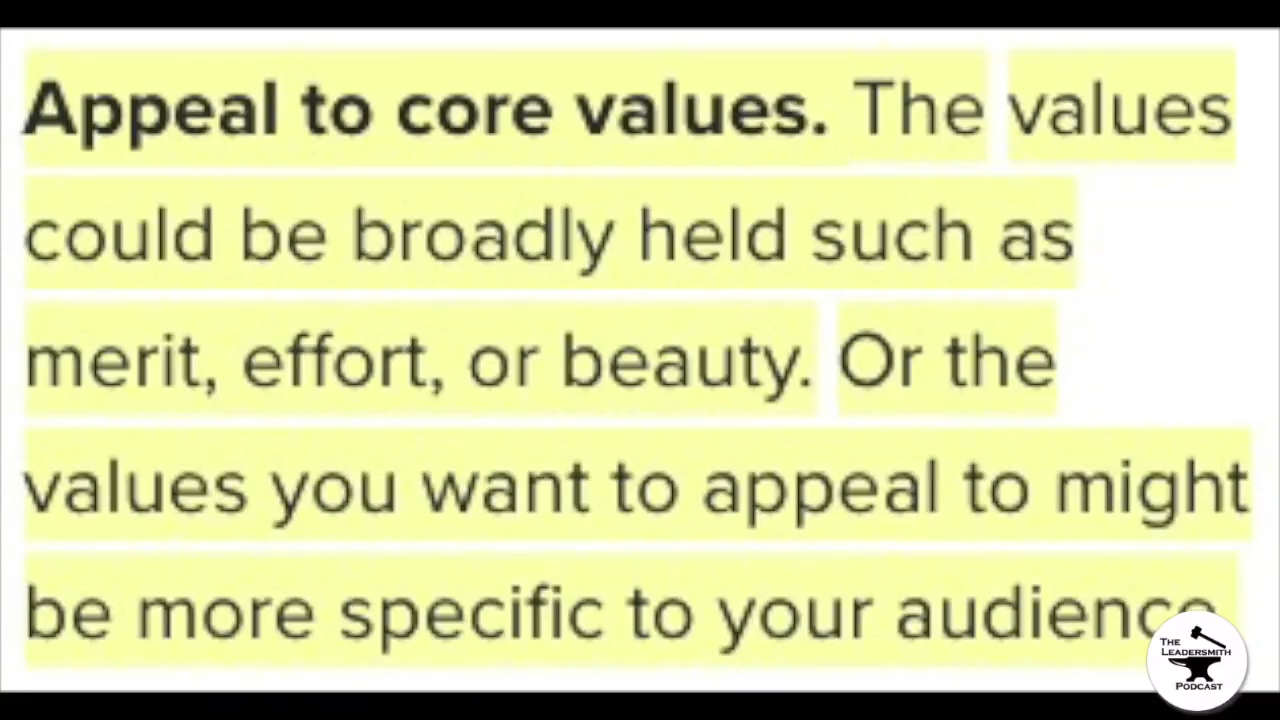 Appeal to core values. The values
could be broadly held such as
merit, effort, or beauty. Or the
values you want to appeal to might
be more specific to your audience.
THE
LEADERSMITH
PODCAST